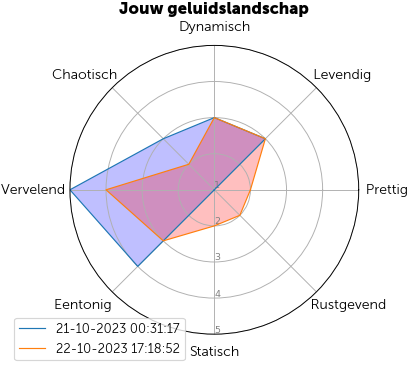 Jouw geluidslandschap
Dynamisch
Chaotisch
Levendig
Vervelend
Prettig
1
2
3
4
5
Eentonig
Rustgevend
Statisch
21-10-2023 00:31:17
22-10-2023 17:18:52